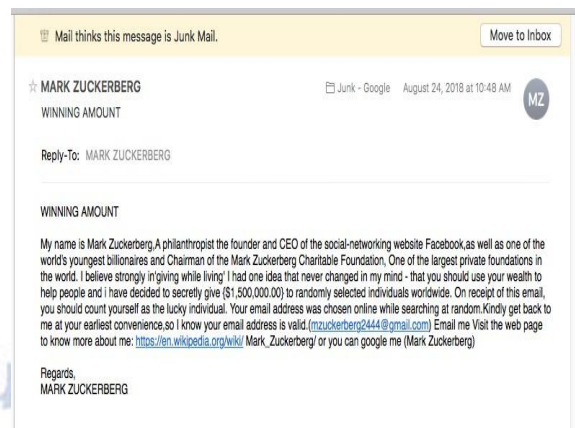 Mail thinks this message is Junk Mail.
Move to Inbox
MARK ZUCKERBERG
Junk - Google August 24, 2018 at 10:48 AM
MZ
WINNING AMOUNT
Reply-To: MARK ZUCKERBERG
WINNING AMOUNT
My name is Mark Zuckerberg,A philanthropist the founder and CEO of the social-networking website Facebook,as well as one of the
world's youngest billionaires and Chairman of the Mark Zuckerberg Charitable Foundation, One of the largest private foundations in
the world. I believe strongly in'giving while living' I had one idea that never changed in my mind - that you should use your wealth to
help people and i have decided to secretly give {$1,500,000.00} to randomly selected individuals worldwide. On receipt of this email,
you should count yourself as the lucky individual. Your email address was chosen online while searching at random.Kindly get back to
me at your earliest convenience,so I know your email address is valid.(mzuckerberg2444@gmail.com) Email me Visit the web page
to know more about me: https://en.wikipedia.org/wiki/ Mark_Zuckerberg/ or you can google me (Mark Zuckerberg)
Regards,
MARK ZUCKERBERG